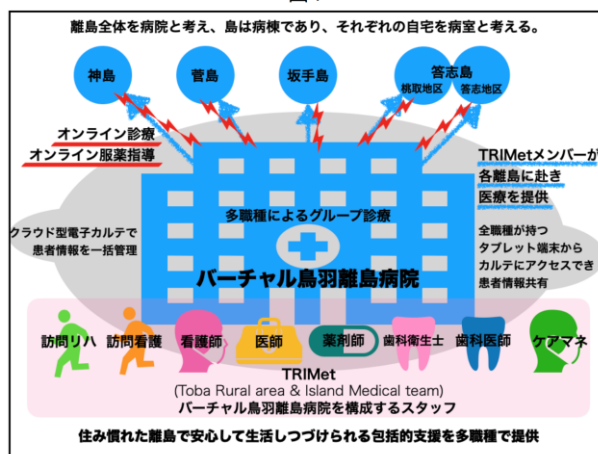 離島全体を病院と考え、島は病棟であり、それぞれの自宅を病室と考える。
神島
菅島
坂手島
答志島
桃取地区
答志地区
オンライン診療
オンライン服薬指導
TRIMetメンバーが
各離島に赴き
医療を提供
多職種によるグループ診療
クラウド型電子カルテで
患者情報を一括管理
全職種が持つ
タブレット端末から
カルテにアクセスでき
患者情報共有
バーチャル鳥羽離島病院
訪問リハ
訪問看護
看護師
医師
薬剤師
歯科衛生士
歯科医師
ケアマネ
TRIMet
(Toba Rural area & Island Medical team)
バーチャル鳥羽離島病院を構成するスタッフ
住み慣れた離島で安心して生活しつづけられる包括的支援を多職種で提供